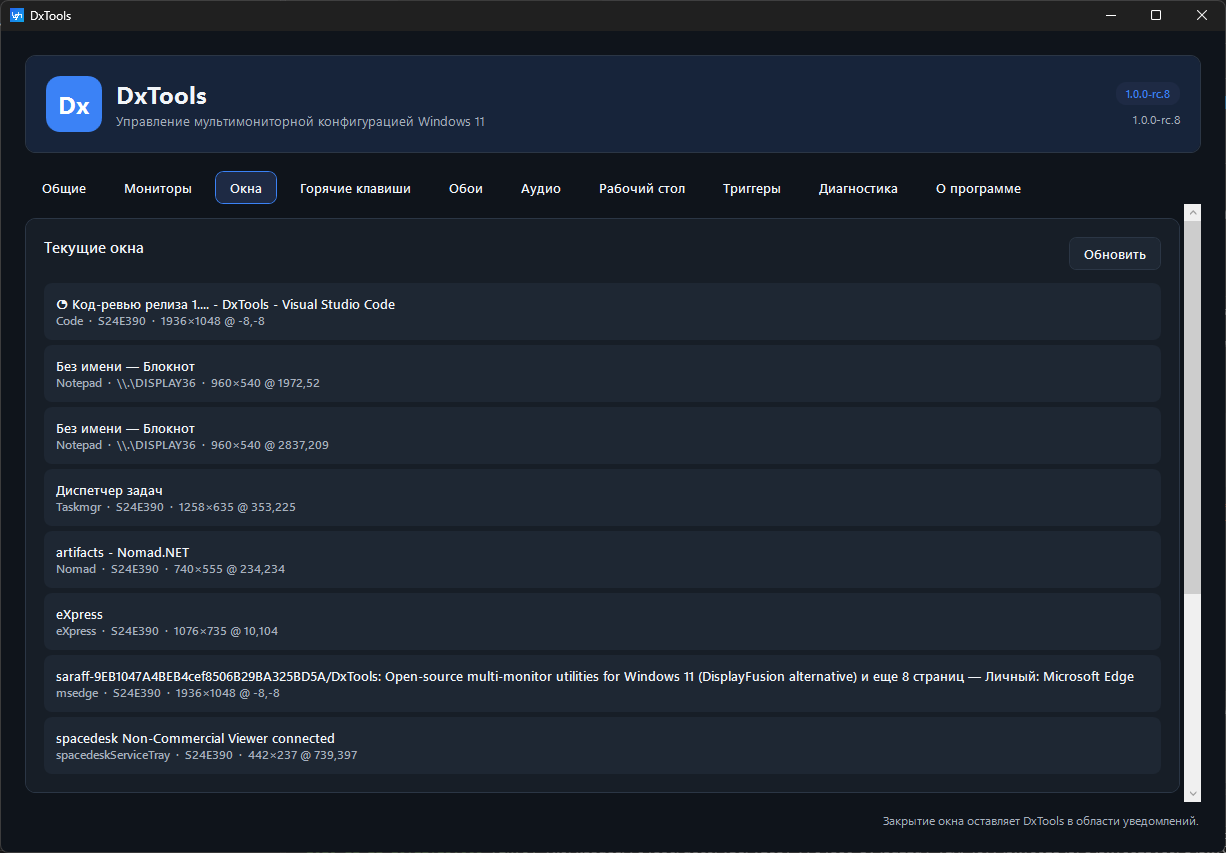 DxTools
Dx
DxTools
Управление мультимониторной конфигурацией Windows 11
1.0.0-rc.8
1.0.0-rc.8
Общие Мониторы Окна Горячие клавиши Обои Аудио Рабочий стол Триггеры Диагностика О программе
Текущие окна
Обновить
Код-ревью релиза 1.... - DxTools - Visual Studio Code
Code · S24E390 · 1936×1048 @ -8,-8
Без имени — Блокнот
Notepad · \\.\DISPLAY36 · 960×540 @ 1972,52
Без имени — Блокнот
Notepad · \\.\DISPLAY36 · 960×540 @ 2837,209
Диспетчер задач
Taskmgr · S24E390 · 1258×635 @ 353,225
artifacts - Nomad.NET
Nomad · S24E390 · 740×555 @ 234,234
eXpress
eXpress · S24E390 · 1076×735 @ 10,104
saraff-9EB1047A4BEB4cef8506B29BA325BD5A/DxTools: Open-source multi-monitor utilities for Windows 11 (DisplayFusion alternative) и еще 8 страниц — Личный: Microsoft Edge
msedge · S24E390 · 1936×1048 @ -8,-8
spacedesk Non-Commercial Viewer connected
spacedeskServiceTray · S24E390 · 442×237 @ 739,397
Закрытие окна оставляет DxTools в области уведомлений.